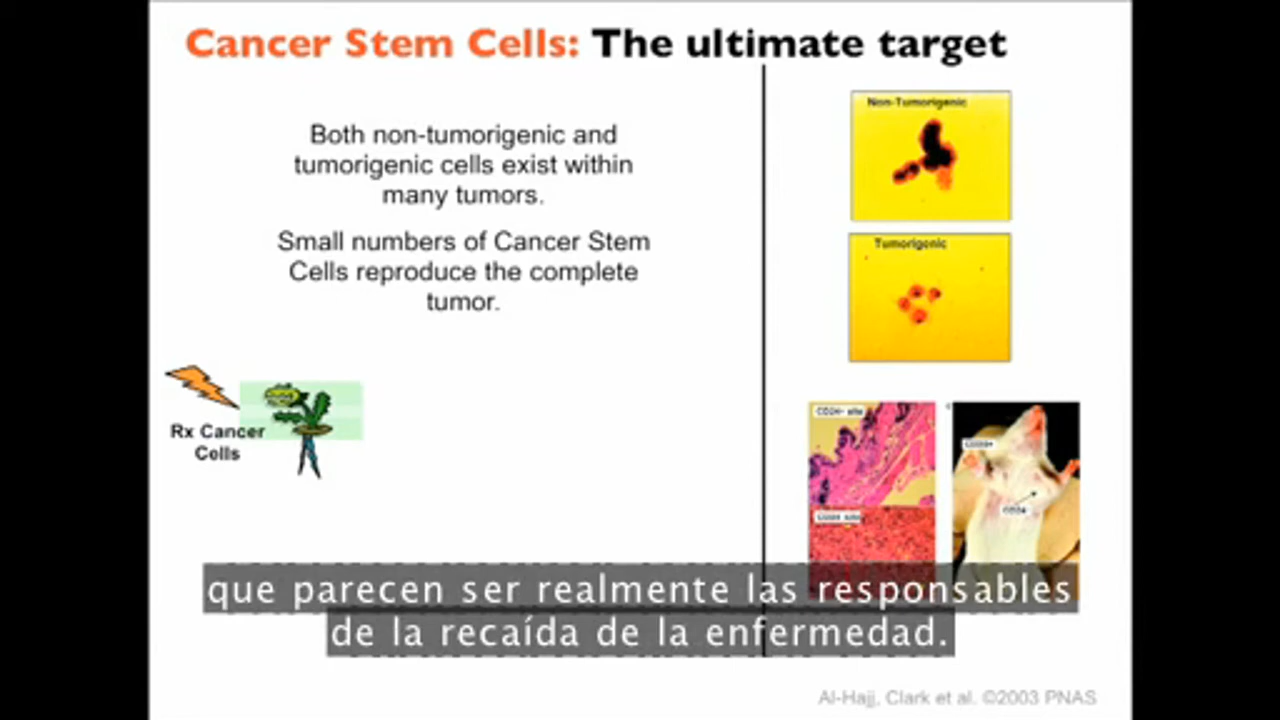 Cancer Stem Cells: The ultimate target
Both non-tumorigenic and
tumorigenic cells exist within
many tumors.
Small numbers of Cancer Stem
Cells reproduce the complete
tumor.
Rx Cancer
Cells
Non-Tumorigenic
Tumorigenic
que parecen ser realmente las responsables
de la recaída de la enfermedad.
Al-Hajj, Clark et al. ©2003 PNAS